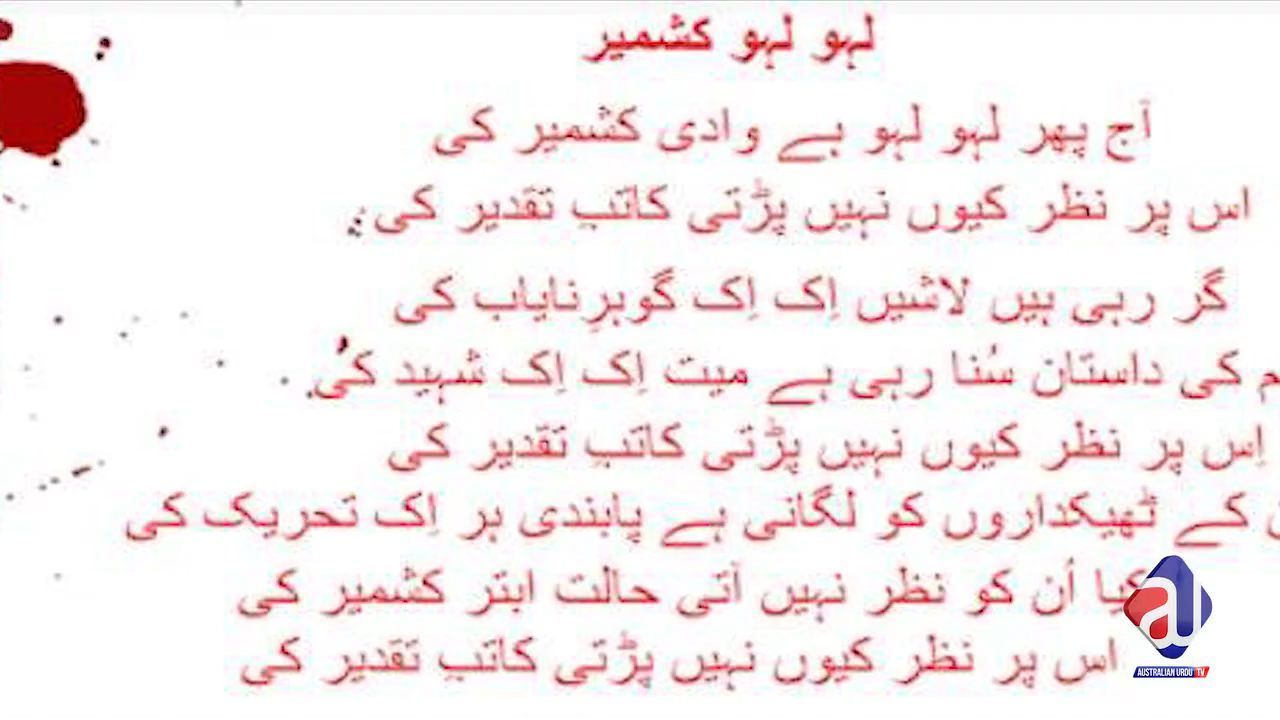 لہو لہو کشمیر
آج پھر لہو لہو ہے وادی کشمیر کی
اس پر نظر کیوں نہیں پڑتی کاتبِ تقدیر کی
گر رہی ہیں لاشیں اِک اِک گوہرِنایاب کی
کی داستان سُنا رہی ہے میت اِک اِک شہید کی
اِس پر نظر کیوں نہیں پڑتی کاتبِ تقدیر کی
کے ٹھیکداروں کو لگانی ہے پابندی ہر اِک تحریک کی
کیا اُن کو نظر نہیں آتی حالت ابتر کشمیر کی
اس پر نظر کیوں نہیں پڑتی کاتبِ تقدیر کی
AUSTRALIAN URDU TV